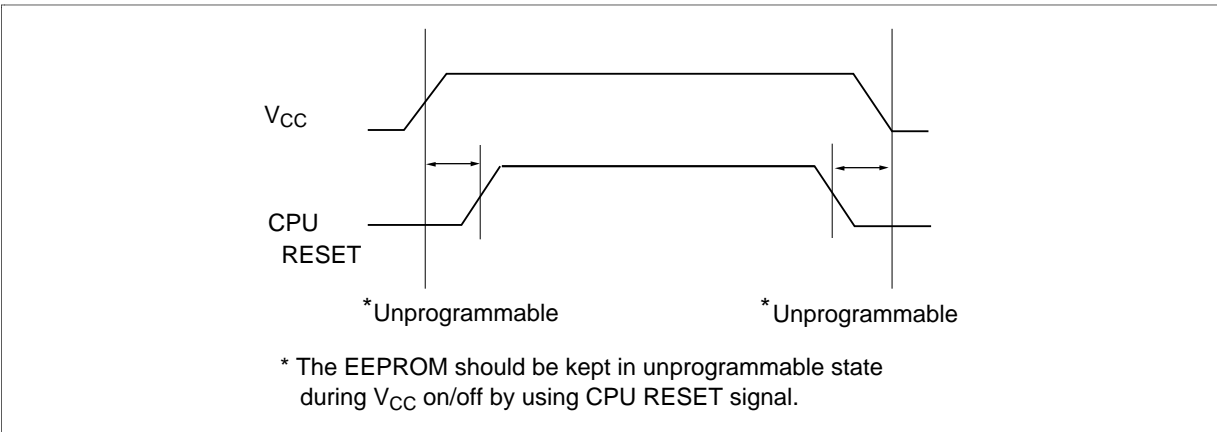 VCC
CPU
RESET
*Unprogrammable
*Unprogrammable
* The EEPROM should be kept in unprogrammable state
during VCC on/off by using CPU RESET signal.